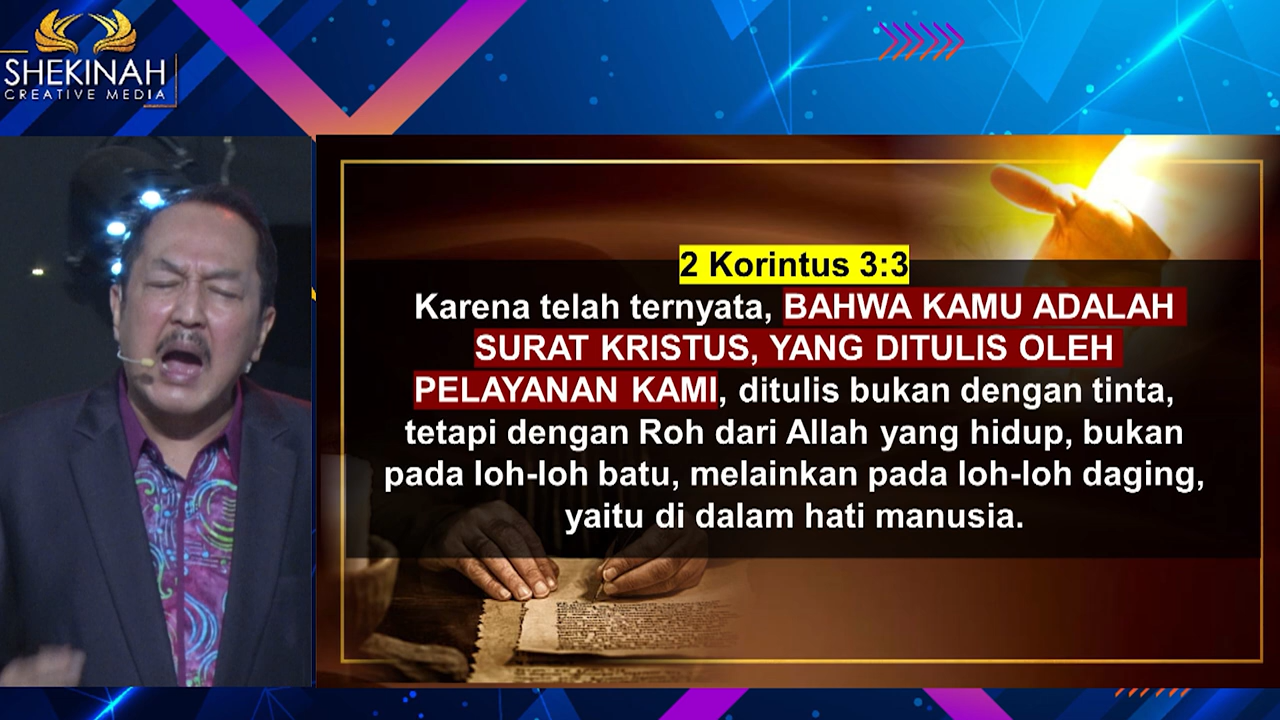 SHEKINAH
CREATIVE MEDIA
2 Korintus 3:3
Karena telah ternyata, BAHWA KAMU ADALAH
SURAT KRISTUS, YANG DITULIS OLEH
PELAYANAN KAMI, ditulis bukan dengan tinta,
tetapi dengan Roh dari Allah yang hidup, bukan
pada loh-loh batu, melainkan pada loh-loh daging,
yaitu di dalam hati manusia.